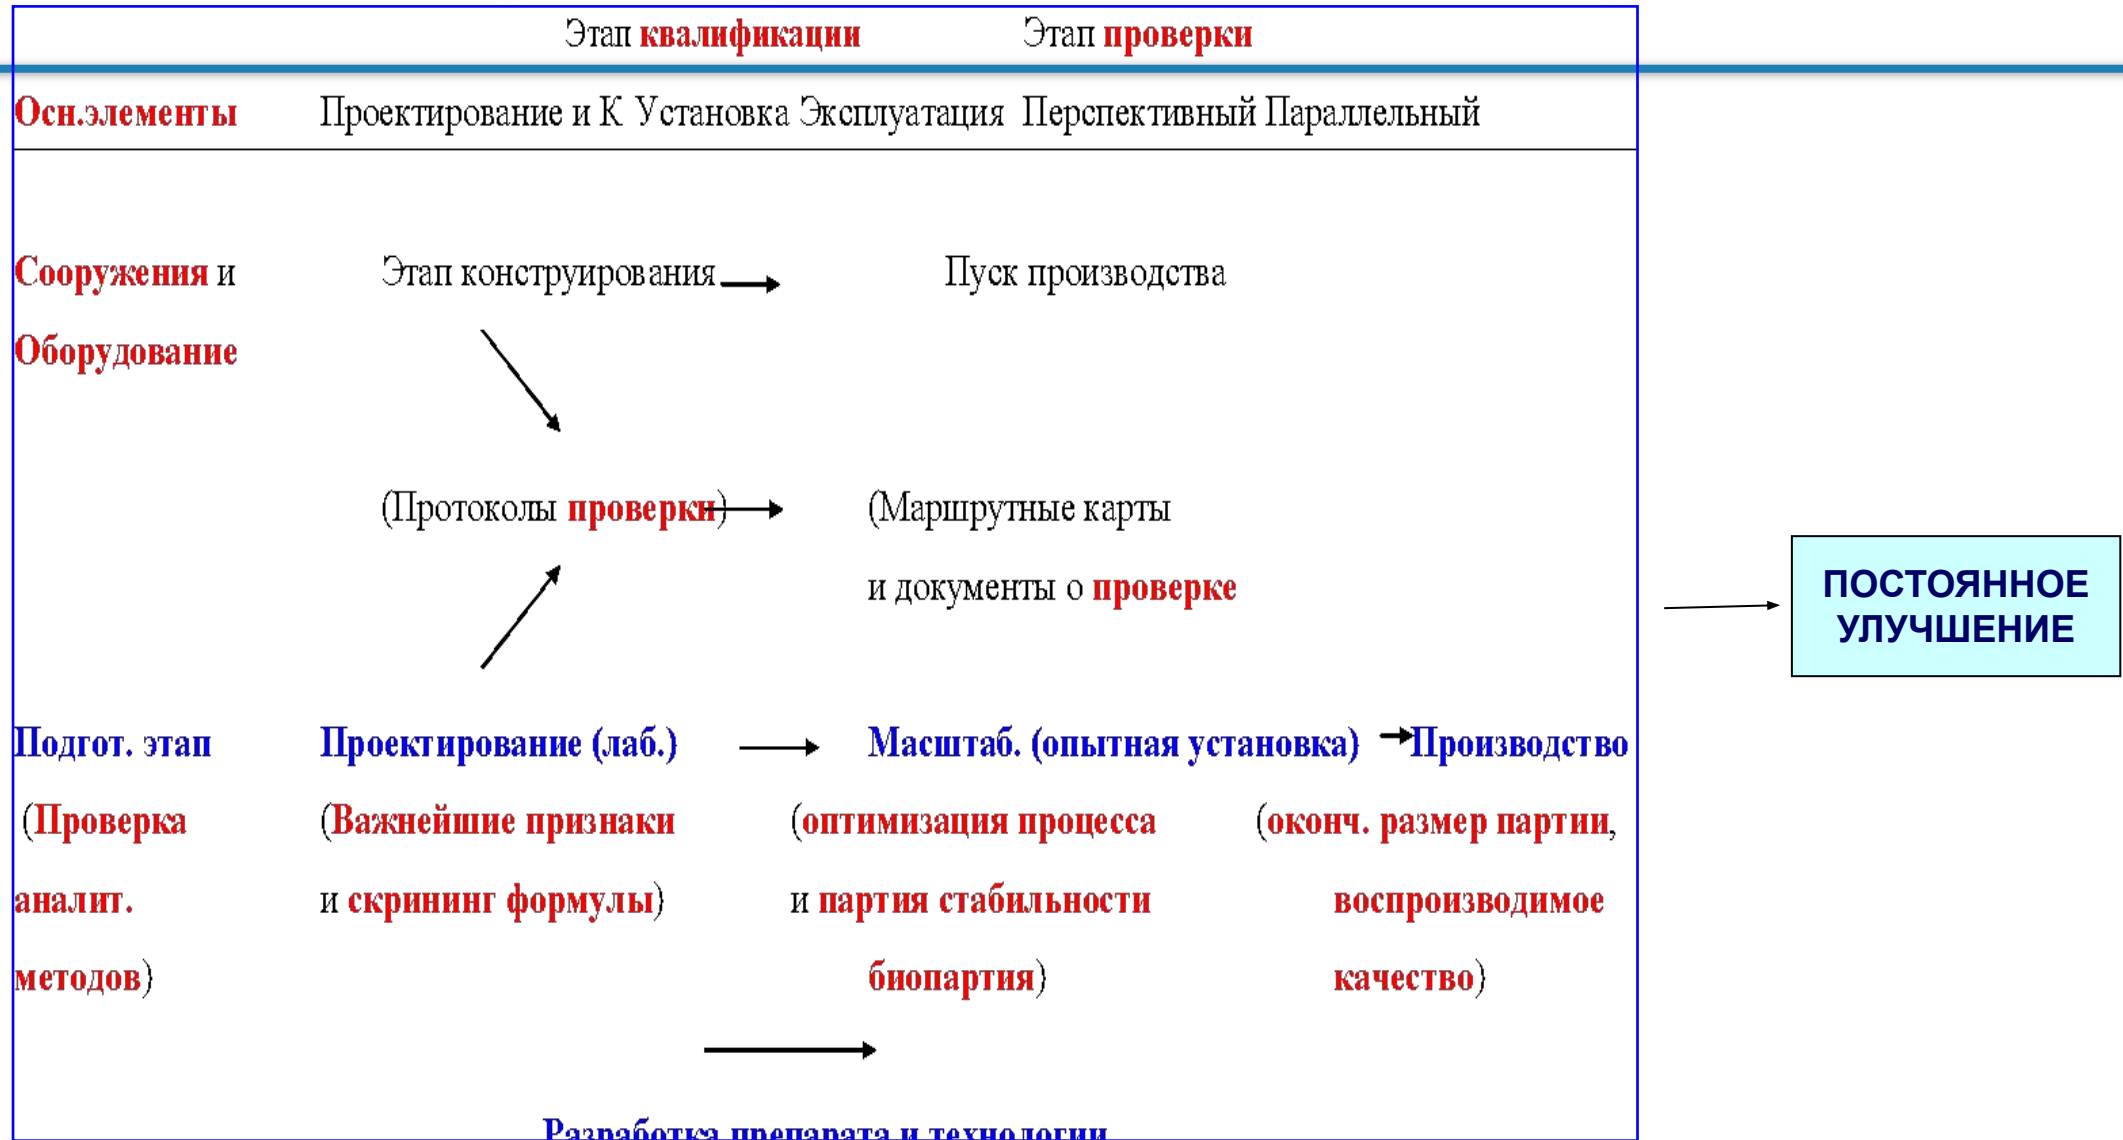 Этап квалификации Этап проверки
Осн.элементы Проектирование и К Установка Эксплуатация Перспективный Параллельный
Сооружения и Этап конструирования Пуск производства
Оборудование
(Протоколы проверки) (Маршрутные карты
и документы о проверке
ПОСТОЯННОЕ
УЛУЧШЕНИЕ
Подгот. этап Проектирование (лаб.) Масштаб. (опытная установка) Производство
(Проверка (Важнейшие признаки (оптимизация процесса (оконч. размер партии,
аналит. и скрининг формулы) и партия стабильности воспроизводимое
методов) биопартия) качество)
Разработка препарата и технологии